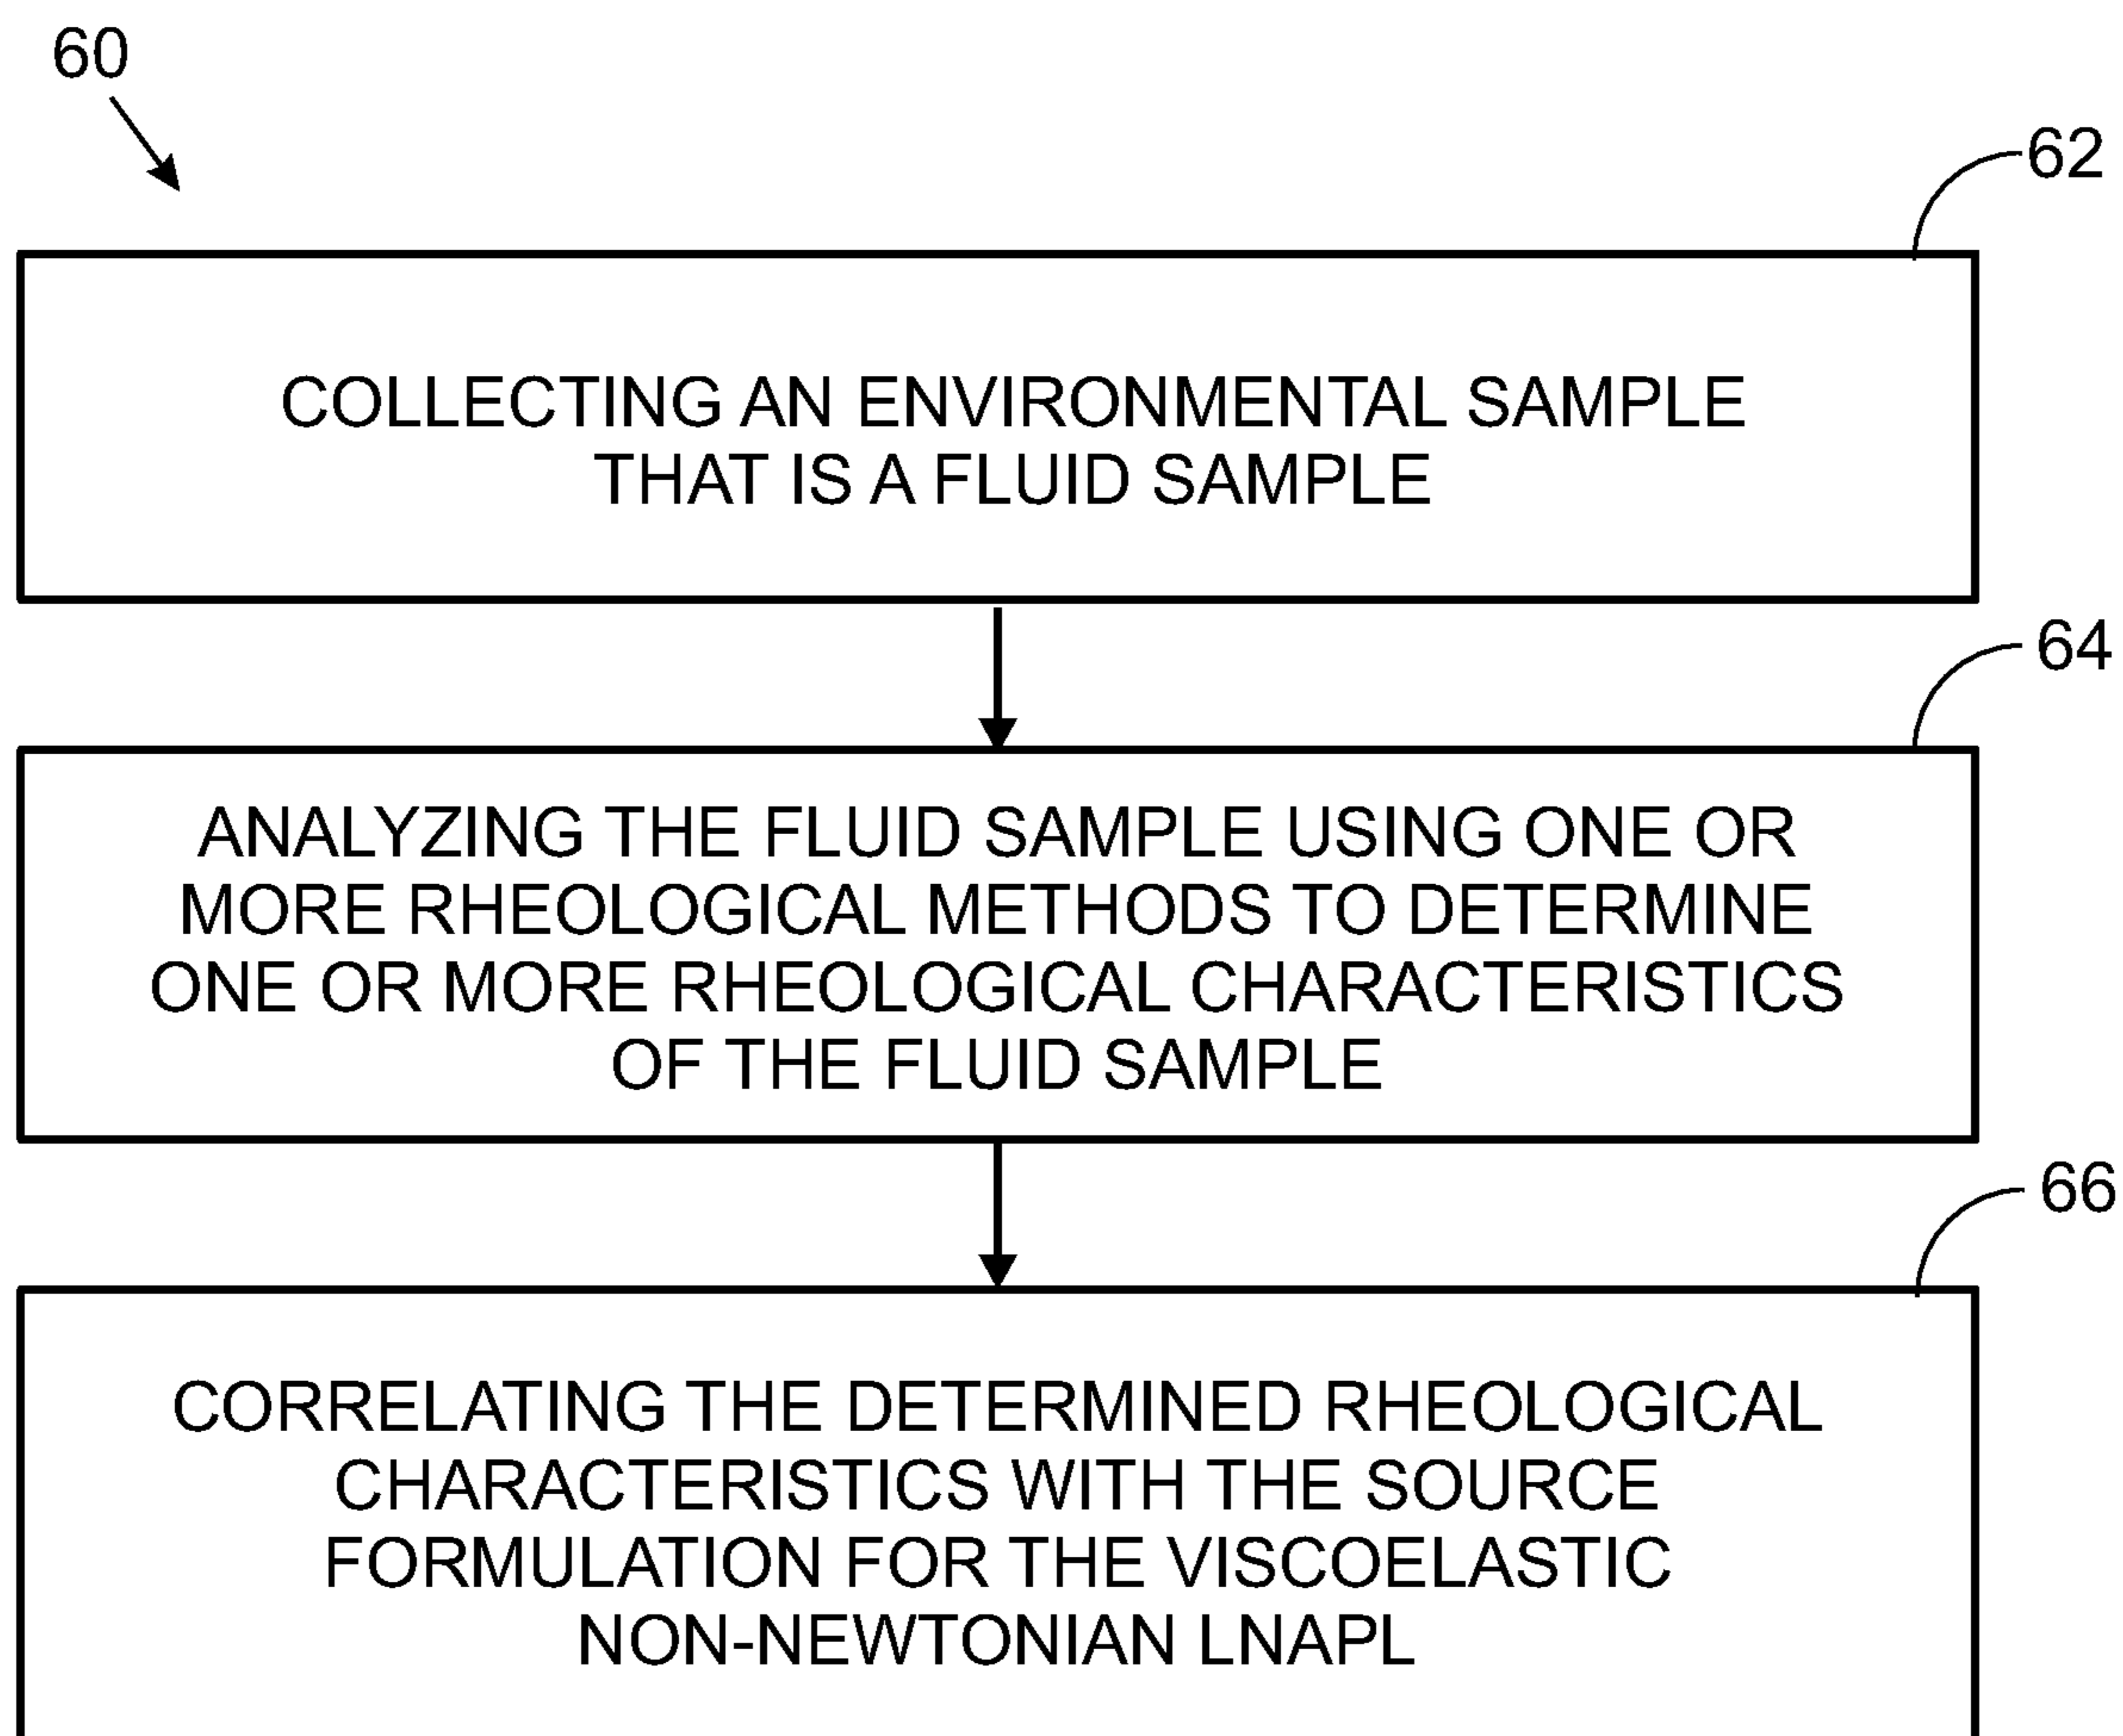 60
62
COLLECTING AN ENVIRONMENTAL SAMPLE
THAT IS A FLUID SAMPLE
64
ANALYZING THE FLUID SAMPLE USING ONE OR
MORE RHEOLOGICAL METHODS TO DETERMINE
ONE OR MORE RHEOLOGICAL CHARACTERISTICS
OF THE FLUID SAMPLE
66
CORRELATING THE DETERMINED RHEOLOGICAL
CHARACTERISTICS WITH THE SOURCE
FORMULATION FOR THE VISCOELASTIC
NON-NEWTONIAN LNAPL